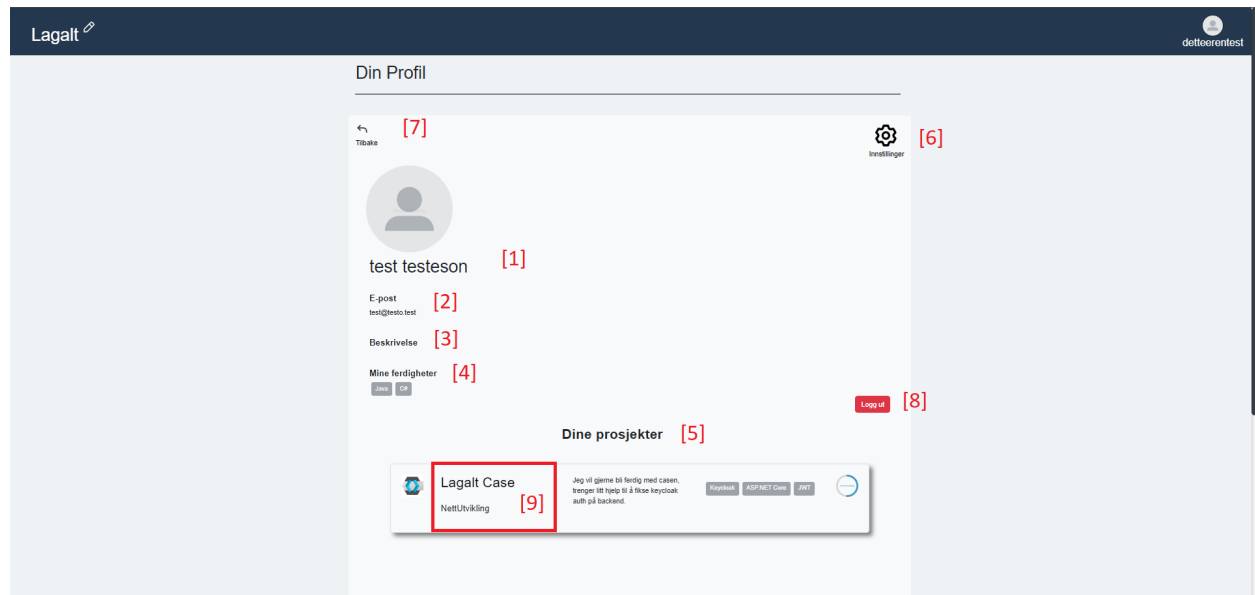 Lagalt
detteerentest
Din Profil
Tilbake
[7]
Innstillinger
[6]
test testeson
[1]
E-post
[2]
test@testo.test
Beskrivelse
[3]
Mine ferdigheter
[4]
Java C#
Logg ut
[8]
Dine prosjekter
[5]
Lagalt Case
NettUtvikling
[9]
Jeg vil gjerne bli ferdig med casen,
trenger litt hjelp til å fikse keycloak
auth på backend.
Keycloak ASP.NET Core JWT